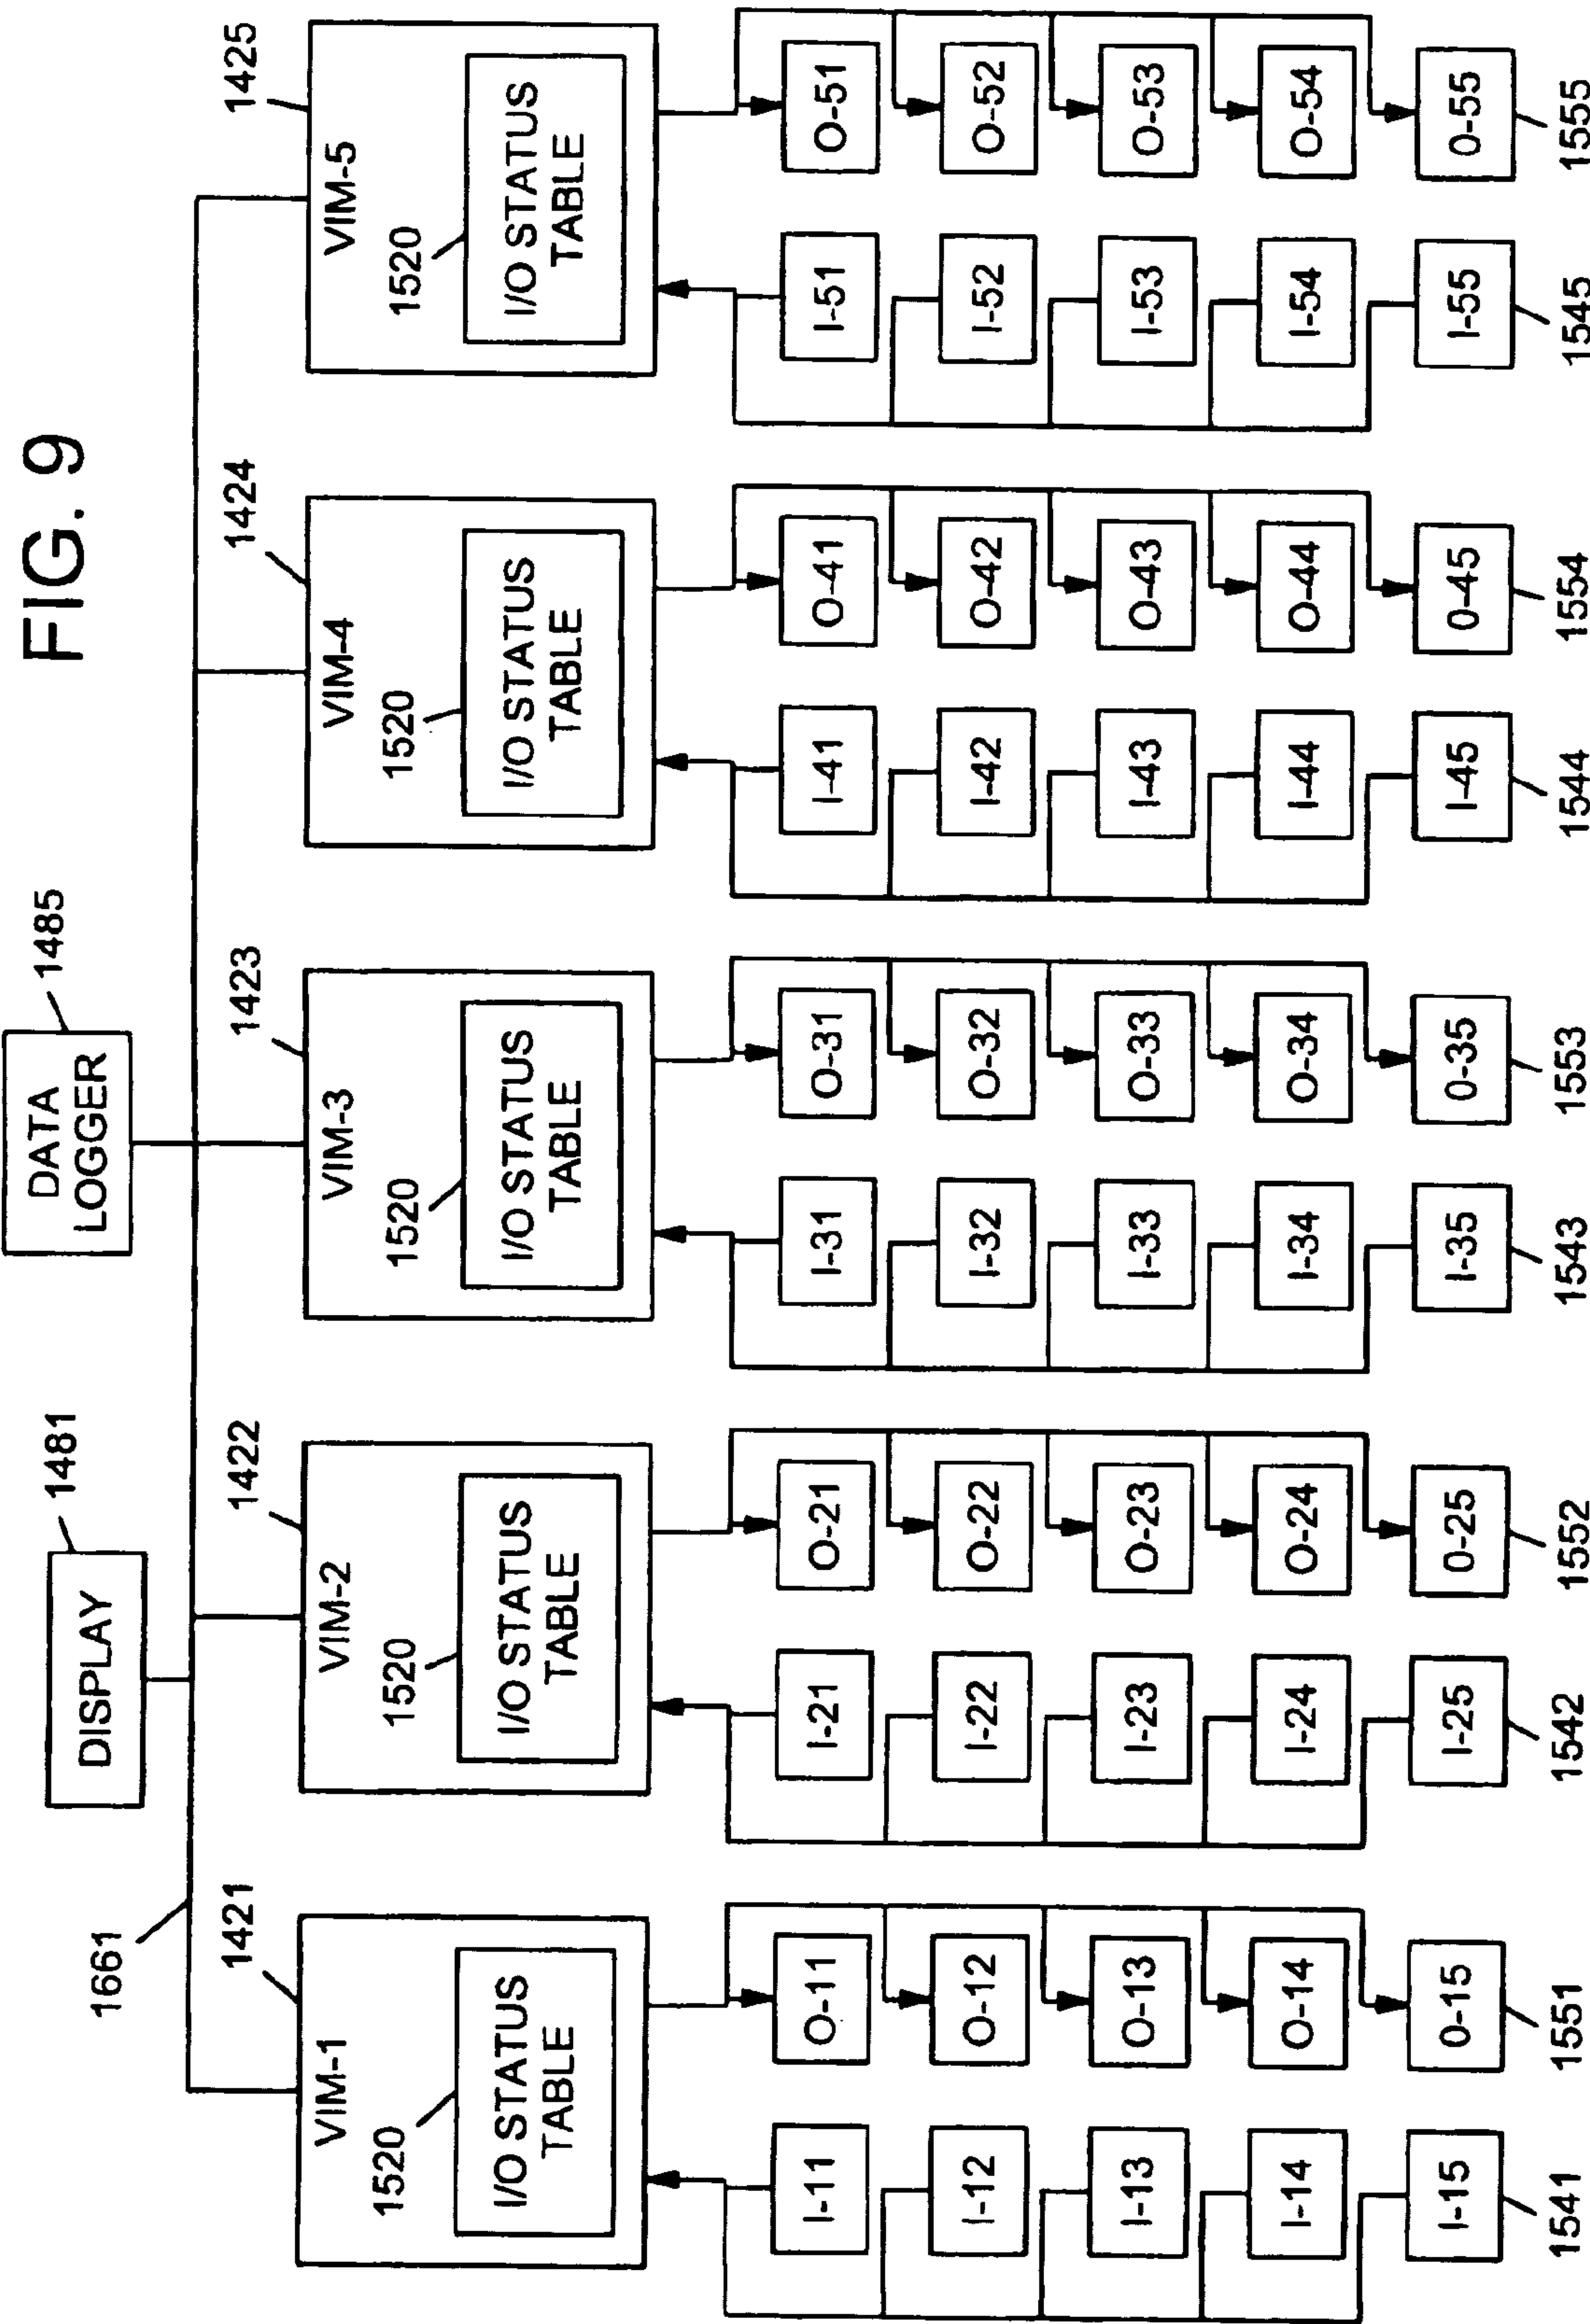 FIG. 9
DISPLAY
1481
DATA
LOGGER
1485
1661
1421
VIM-1
1520
I/O STATUS
TABLE
1422
VIM-2
1520
I/O STATUS
TABLE
1423
VIM-3
1520
I/O STATUS
TABLE
1424
VIM-4
1520
I/O STATUS
TABLE
1425
VIM-5
1520
I/O STATUS
TABLE
I-11
O-11
I-21
O-21
I-31
O-31
I-41
O-41
I-51
O-51
I-12
O-12
I-22
O-22
I-32
O-32
I-42
O-42
I-52
O-52
I-13
O-13
I-23
O-23
I-33
O-33
I-43
O-43
I-53
O-53
I-14
O-14
I-24
O-24
I-34
O-34
I-44
O-44
I-54
O-54
I-15
0-15
I-25
0-25
I-35
0-35
I-45
0-45
I-55
0-55
1541
1551
1542
1552
1543
1553
1544
1554
1545
1555